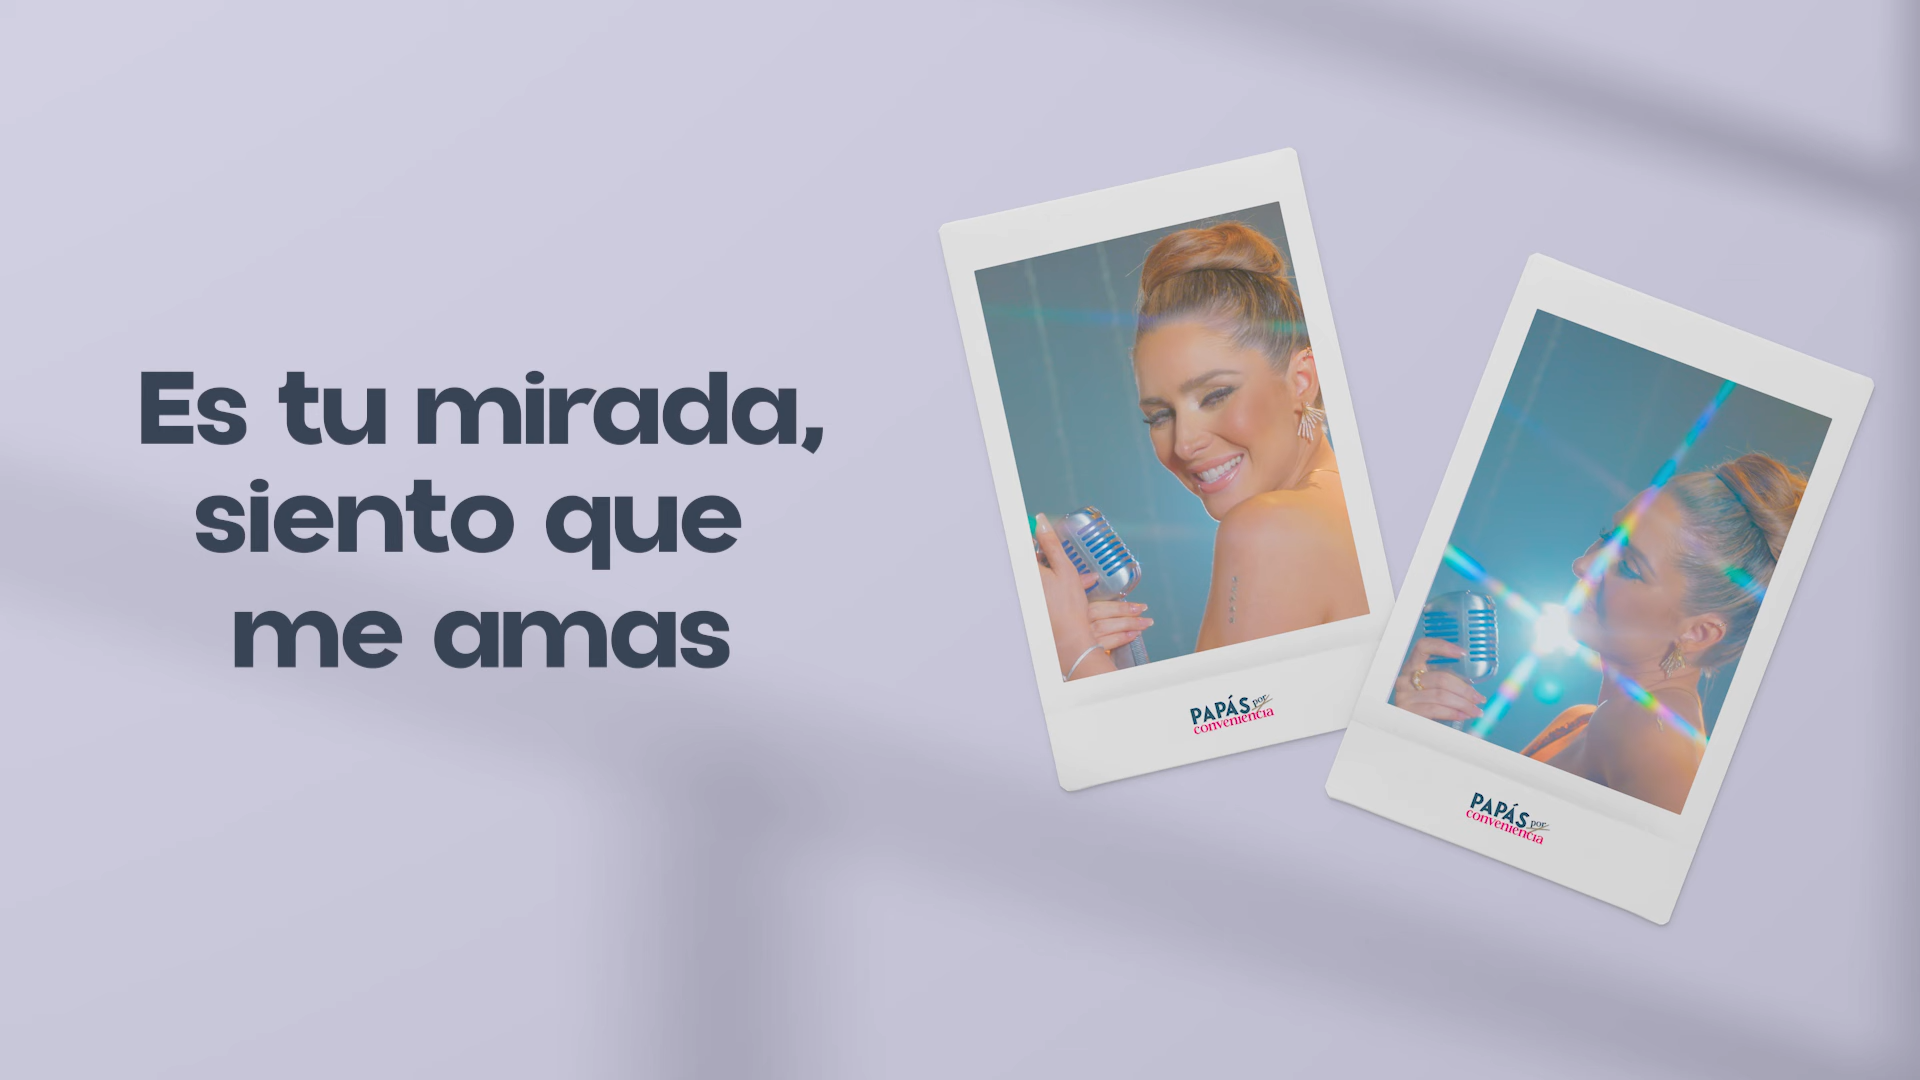 Es tu mirada,
siento que
me amas
PAPÁS por
conveniencia
PAPÁS por
conveniencia